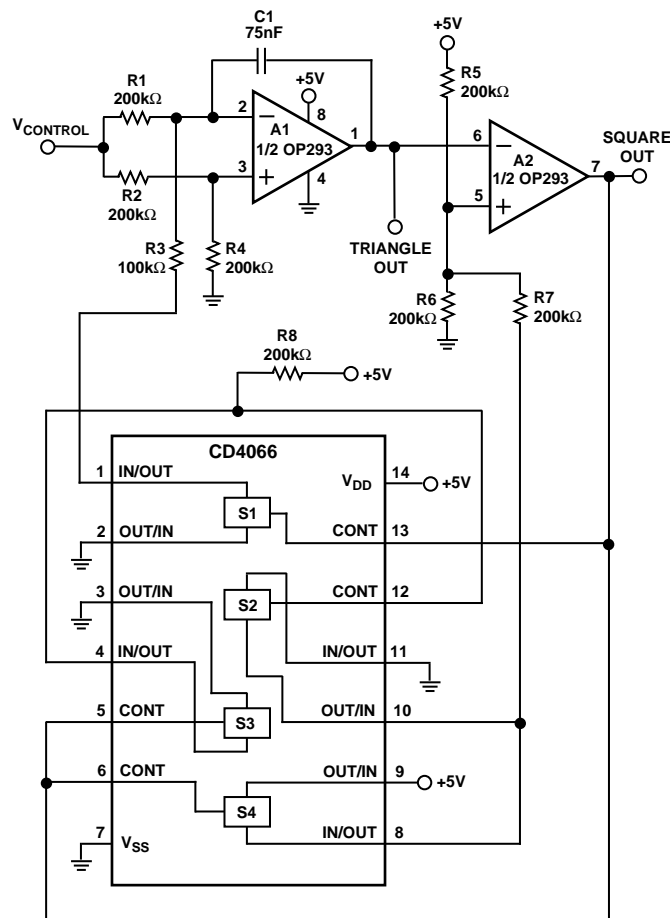 C1
75nF
+5V
+5V
R1
200kΩ
R5
200kΩ
VCONTROL
2
8
A1
1/2 OP293
1
6
A2
1/2 OP293
7
SQUARE
OUT
3
4
5
R2
200kΩ
R3
100kΩ
R4
200kΩ
TRIANGLE
OUT
R6
200kΩ
R7
200kΩ
R8
200kΩ
+5V
CD4066
1
IN/OUT
VDD
14
+5V
S1
2
OUT/IN
CONT
13
3
OUT/IN
S2
CONT
12
4
IN/OUT
IN/OUT
11
5
CONT
S3
OUT/IN
10
6
CONT
OUT/IN
9
+5V
S4
7
VSS
IN/OUT
8